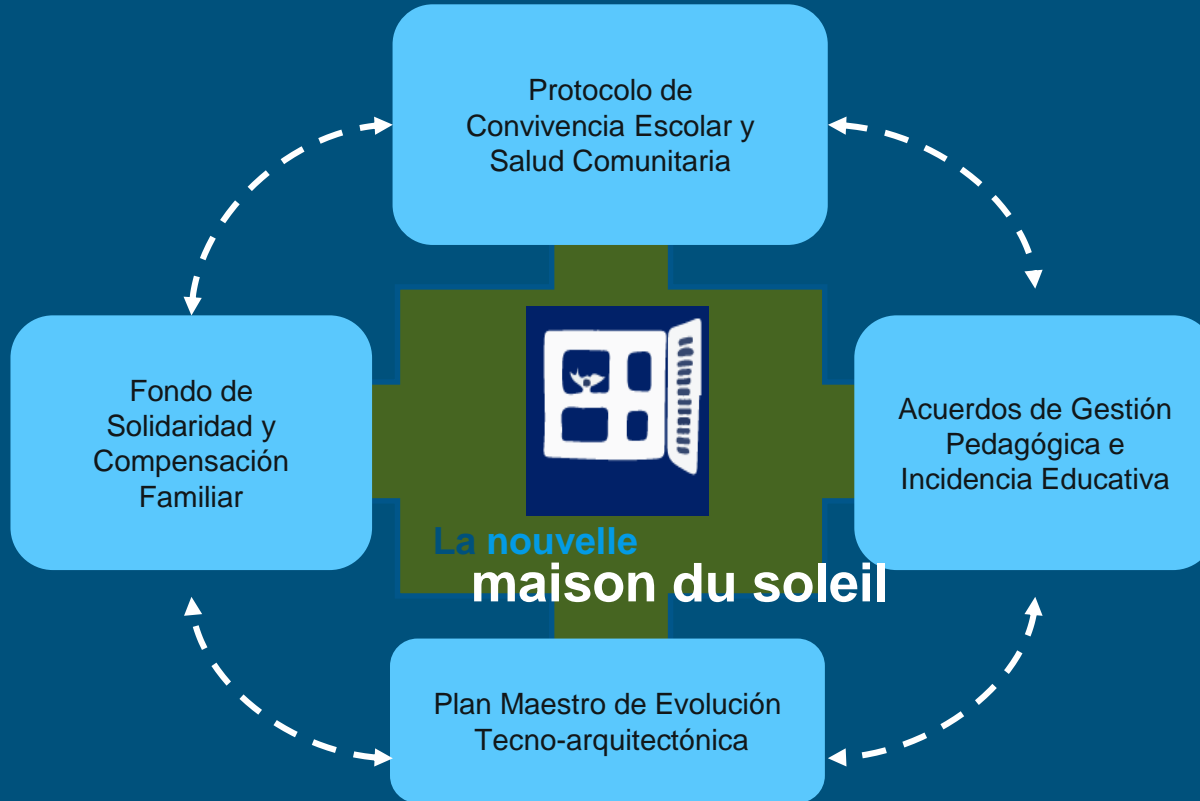 Protocolo de
Convivencia Escolar y
Salud Comunitaria
Fondo de
Solidaridad y
Compensación
Familiar
Acuerdos de Gestión
Pedagógica e
Incidencia Educativa
La nouvelle
maison du soleil
Plan Maestro de Evolución
Tecno-arquitectónica